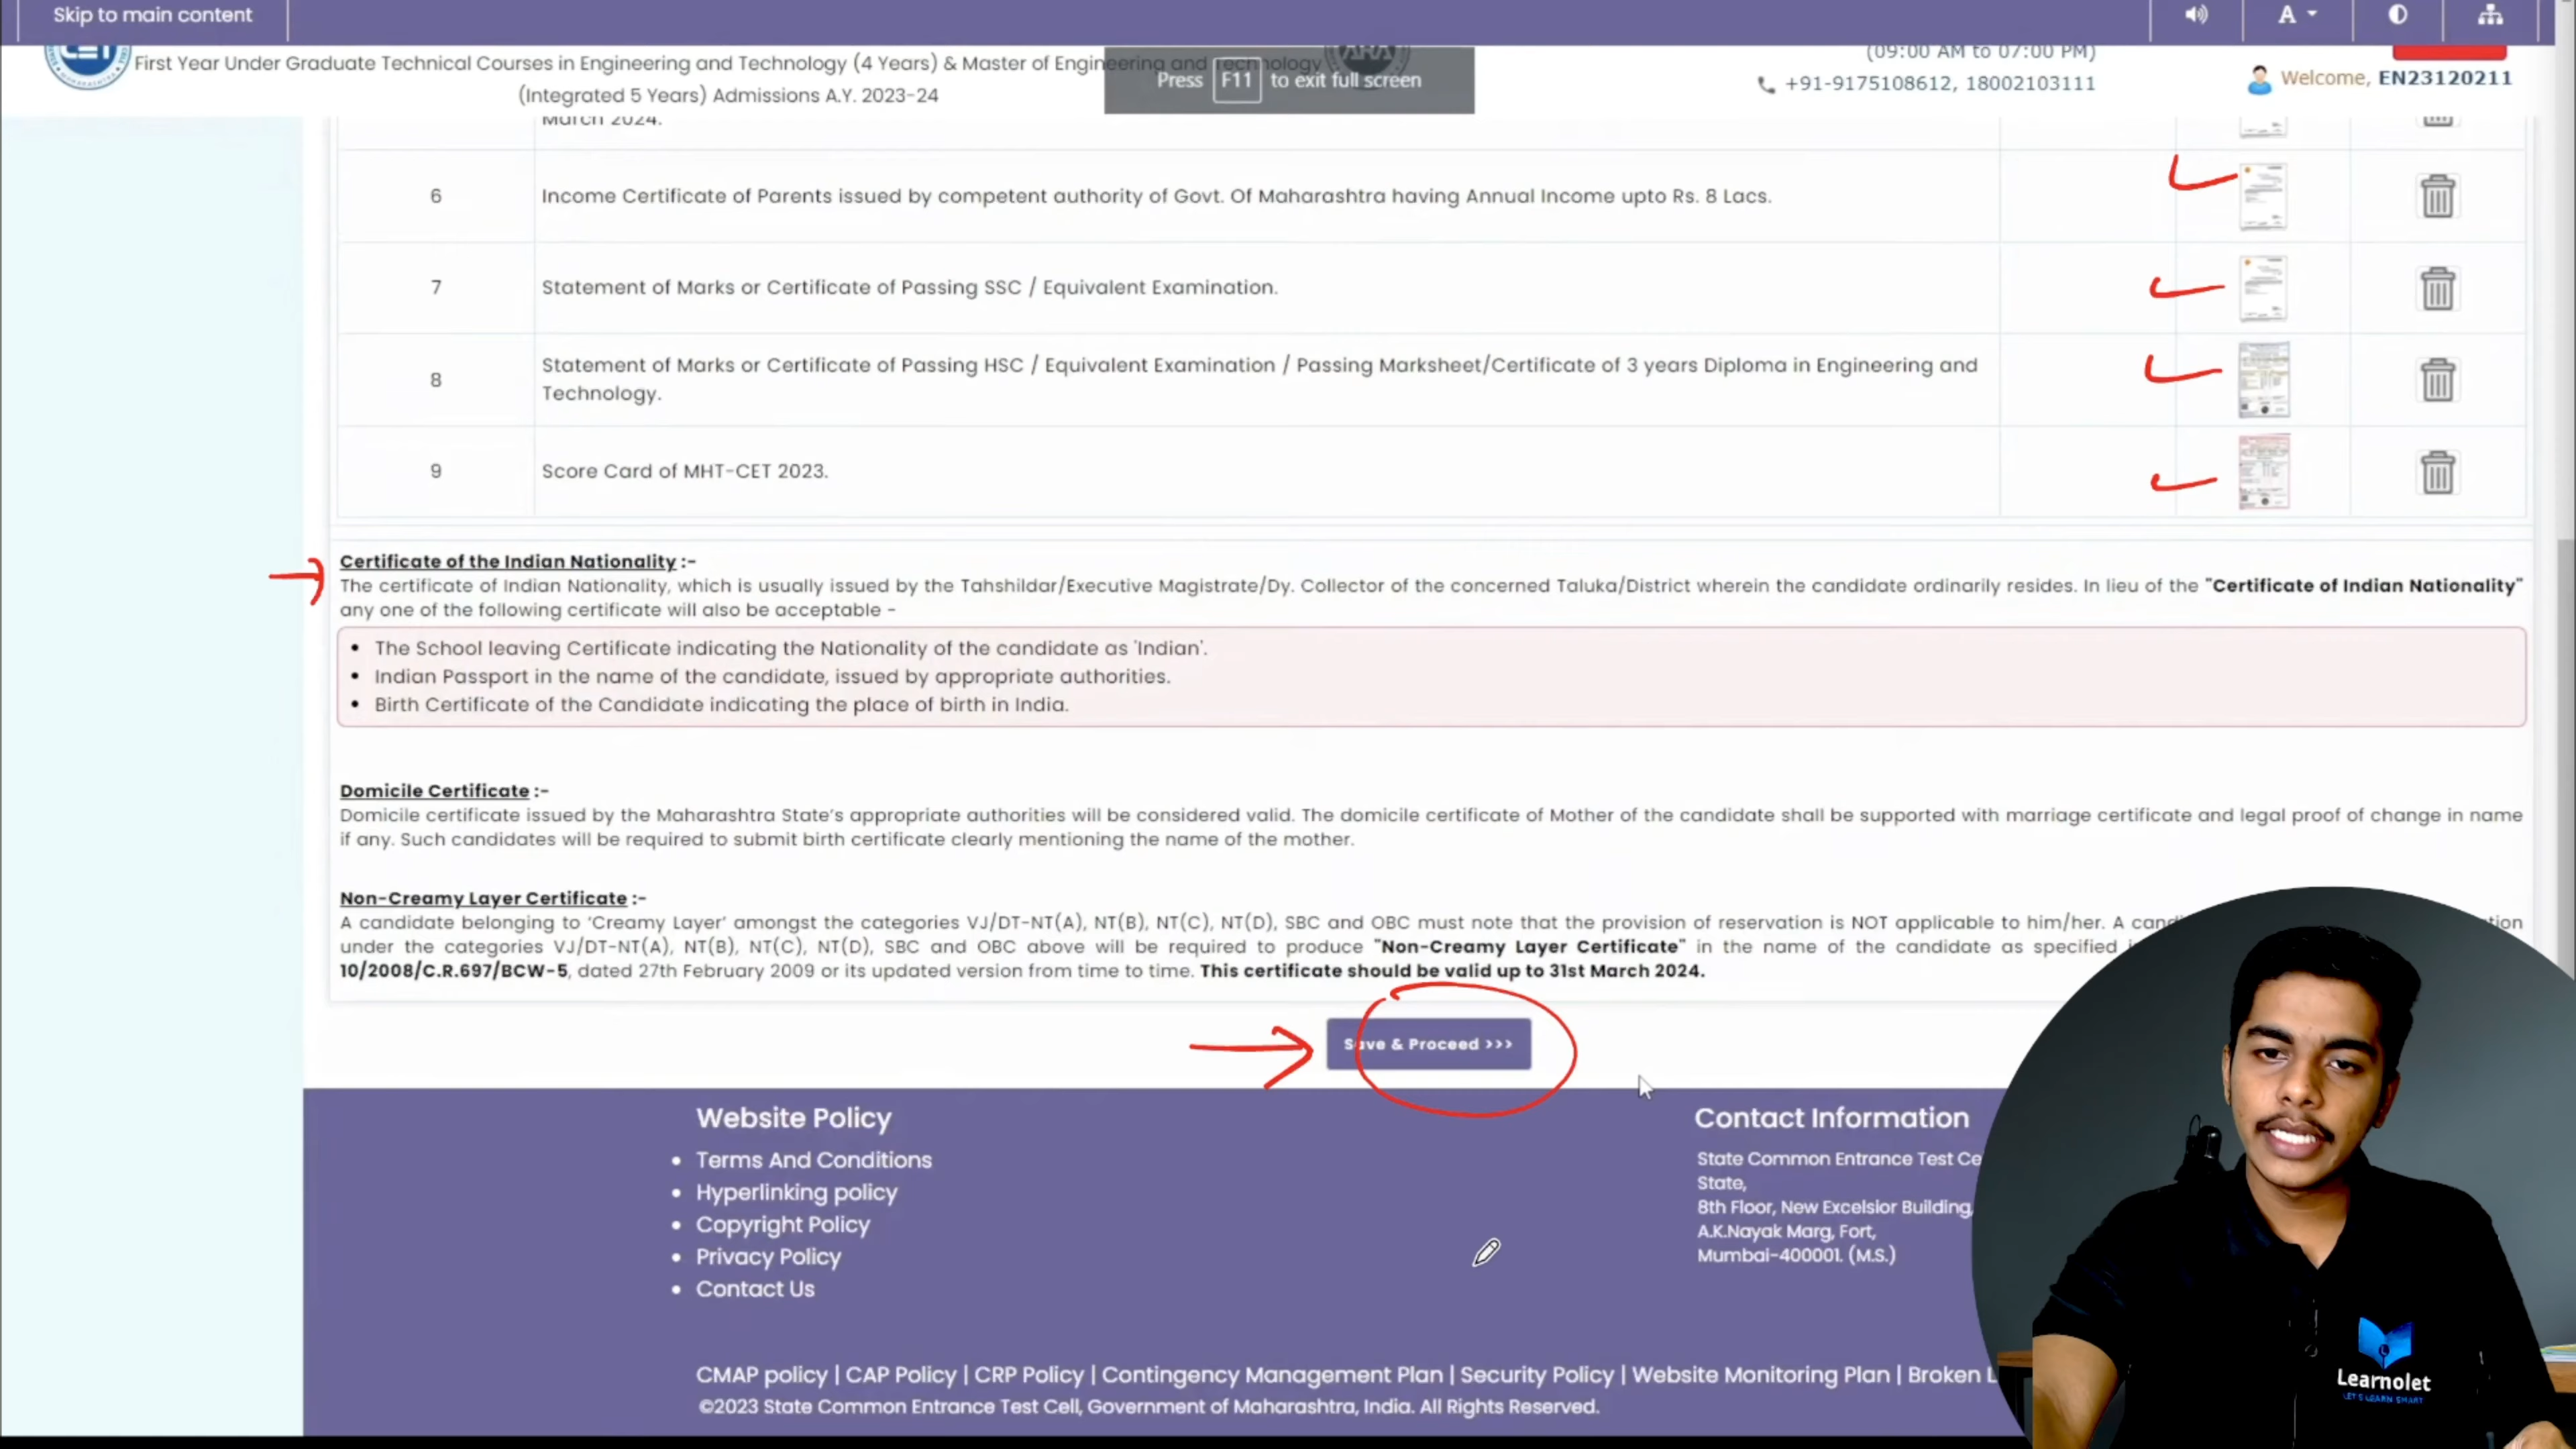 Skip to main content
A
First Year Under Graduate Technical Courses in Engineering and Technology (4 Years) & Master of Engineering and Technology
(Integrated 5 Years) Admissions A.Y. 2023-24
Press F11 to exit full screen
(09:00 AM to 07:00 PM)
+91-9175108612, 18002103111
Welcome, EN23120211
March 2024.
6 Income Certificate of Parents issued by competent authority of Govt. Of Maharashtra having Annual Income upto Rs. 8 Lacs.
7 Statement of Marks or Certificate of Passing SSC / Equivalent Examination.
8 Statement of Marks or Certificate of Passing HSC / Equivalent Examination / Passing Marksheet/Certificate of 3 years Diploma in Engineering and
Technology.
9 Score Card of MHT-CET 2023.
Certificate of the Indian Nationality :-
The certificate of Indian Nationality, which is usually issued by the Tahshildar/Executive Magistrate/Dy. Collector of the concerned Taluka/District wherein the candidate ordinarily resides. In lieu of the "Certificate of Indian Nationality"
any one of the following certificate will also be acceptable -
• The School leaving Certificate indicating the Nationality of the candidate as 'Indian'.
• Indian Passport in the name of the candidate, issued by appropriate authorities.
• Birth Certificate of the Candidate indicating the place of birth in India.
Domicile Certificate :-
Domicile certificate issued by the Maharashtra State's appropriate authorities will be considered valid. The domicile certificate of Mother of the candidate shall be supported with marriage certificate and legal proof of change in name
if any. Such candidates will be required to submit birth certificate clearly mentioning the name of the mother.
Non-Creamy Layer Certificate :-
A candidate belonging to 'Creamy Layer' amongst the categories VJ/DT-NT(A), NT(B), NT(C), NT(D), SBC and OBC must note that the provision of reservation is NOT applicable to him/her. A
under the categories VJ/DT-NT(A), NT(B), NT(C), NT(D), SBC and OBC above will be required to produce "Non-Creamy Layer Certificate" in the name of the candidate as specified
10/2008/C.R.697/BCW-5, dated 27th February 2009 or its updated version from time to time. This certificate should be valid up to 31st March 2024.
Save & Proceed >>>
Website Policy
• Terms And Conditions
• Hyperlinking policy
• Copyright Policy
• Privacy Policy
• Contact Us
Contact Information
State Common Entrance Test Ce
State,
8th Floor, New Excelsior Building,
A.K.Nayak Marg, Fort,
Mumbai-400001. (M.S.)
CMAP policy | CAP Policy | CRP Policy | Contingency Management Plan | Security Policy | Website Monitoring Plan | Broken L
©2023 State Common Entrance Test Cell, Government of Maharashtra, India. All Rights Reserved.
Learnolet
LET'S LEARN SMART